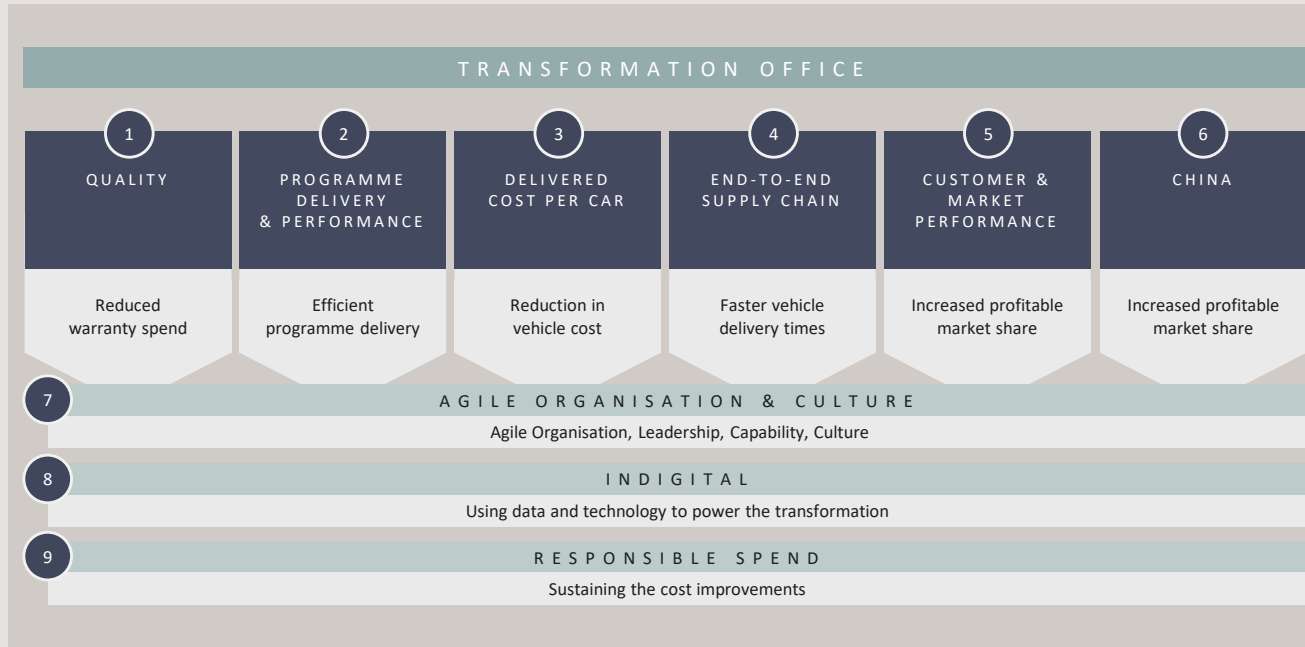 TRANSFORMATION OFFICE
1
QUALITY
Reduced
warranty spend
2
PROGRAMME
DELIVERY
& PERFORMANCE
Efficient
programme delivery
3
DELIVERED
COST PER CAR
Reduction in
vehicle cost
4
END-TO-END
SUPPLY CHAIN
Faster vehicle
delivery times
5
CUSTOMER &
MARKET
PERFORMANCE
Increased profitable
market share
6
CHINA
Increased profitable
market share
7
AGILE ORGANISATION & CULTURE
Agile Organisation, Leadership, Capability, Culture
8
INDIGITAL
Using data and technology to power the transformation
9
RESPONSIBLE SPEND
Sustaining the cost improvements